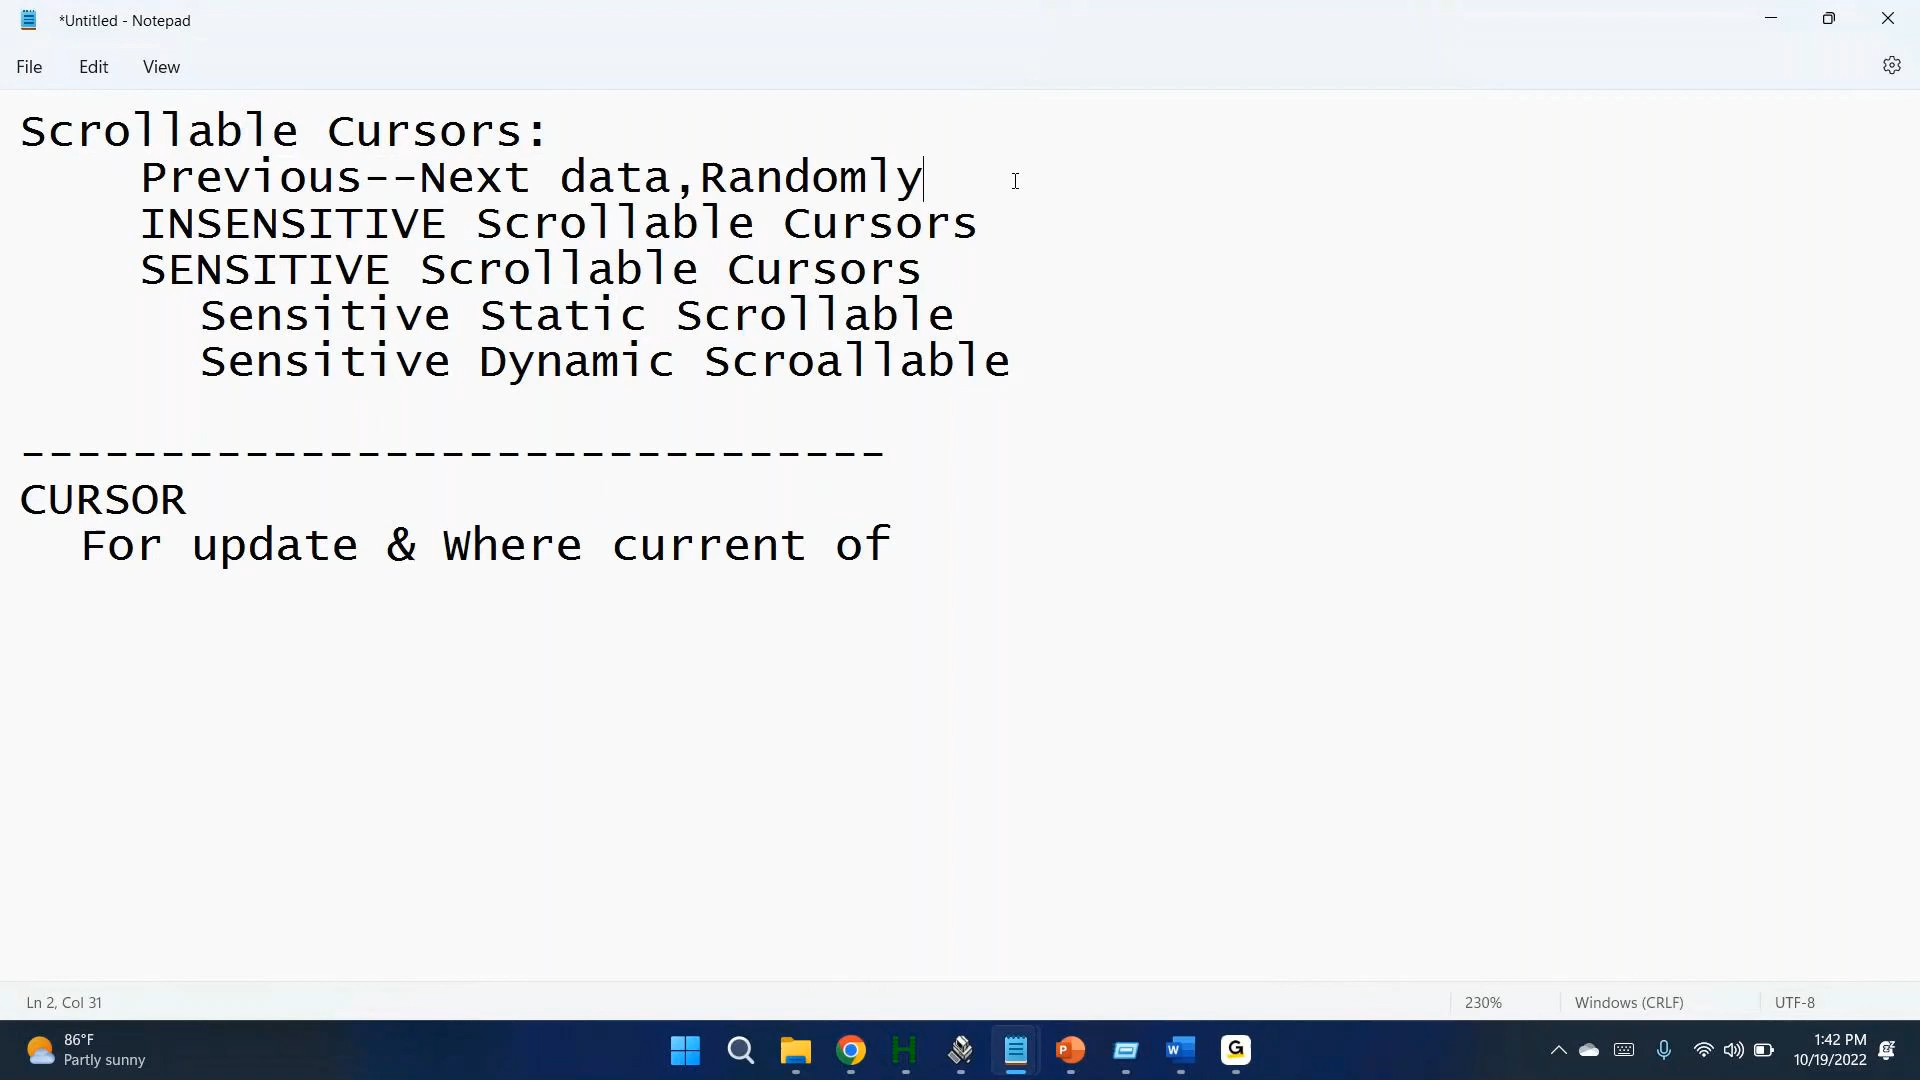 *Untitled - Notepad
File Edit View
Scrollable Cursors:
Previous--Next data,Randomly
INSENSITIVE Scrollable Cursors
SENSITIVE Scrollable Cursors
Sensitive Static Scrollable
Sensitive Dynamic Scroallable
-------------------------------
CURSOR
For update & Where current of
Ln 2, Col 31 230% Windows (CRLF) UTF-8
86°F
Partly sunny
1:42 PM
10/19/2022